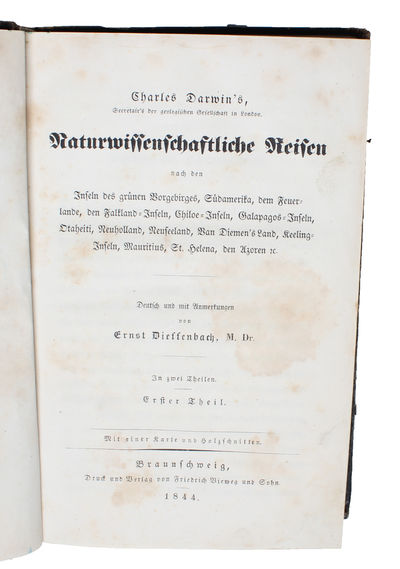 Charles Darwin's,
Secretair's der geologischen Gesellschaft in London.
Naturwissenschaftliche Reisen
nach den
Inseln des grünen Vorgebirges, Südamerika, dem Feuer-
lande, den Falkland-Inseln, Chiloe-Inseln, Galapagos-Inseln,
Otaheiti, Neuholland, Neuseeland, Van Diemen's Land, Keeling-
Inseln, Mauritius, St. Helena, den Azoren ꝛc.
Deutsch und mit Anmerkungen
von
Ernst Dieffenbach, M. Dr.
In zwei Theilen.
Erster Theil.
Mit einer Karte und Holzschnitten.
Braunschweig,
Druck und Verlag von Friedrich Vieweg und Sohn.
1844.